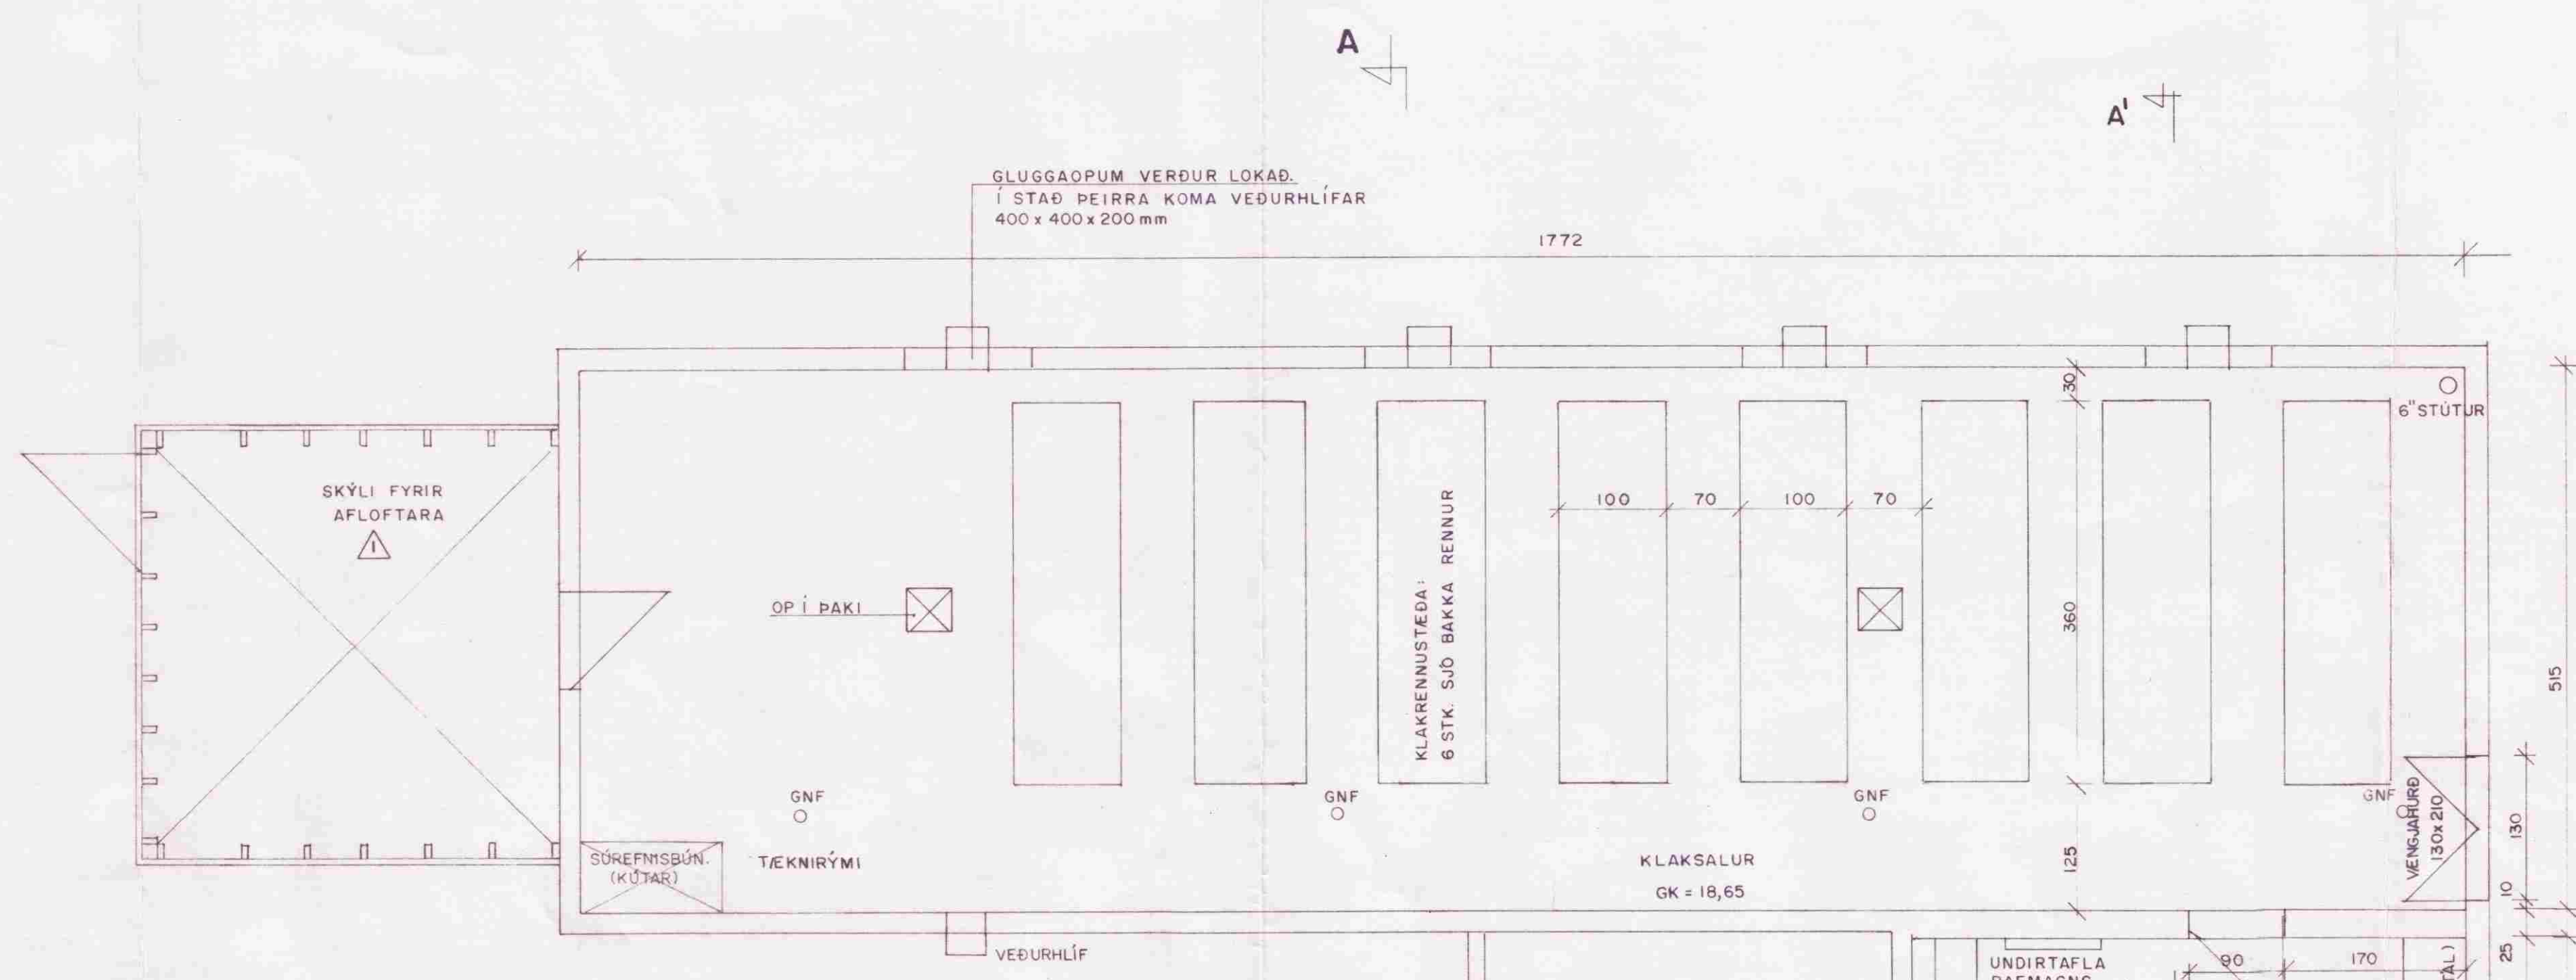 A
A'
GLUGGAOPUM VERÐUR LOKAÐ.
Í STAÐ ÞEIRRA KOMA VEÐURHLÍFAR
400 x 400 x 200 mm
1772
30
6" STÚTUR
SKÝLI FYRIR
AFLOFTARA
1
100
70
100
70
KLAKRENNUSTÆÐA:
6 STK. SJÖ BAKKA RENNUR
OP Í ÞAKI
360
515
GNF
GNF
GNF
GNF
VÆNGJAHURÐ
130x210
130
SÚREFNISBÚN.
(KÚTAR)
TÆKNIRÝMI
KLAKSALUR
GK = 18,65
125
10
VEÐURHLÍF
UNDIRTAFLA
RAFMAGNS
90
170
25